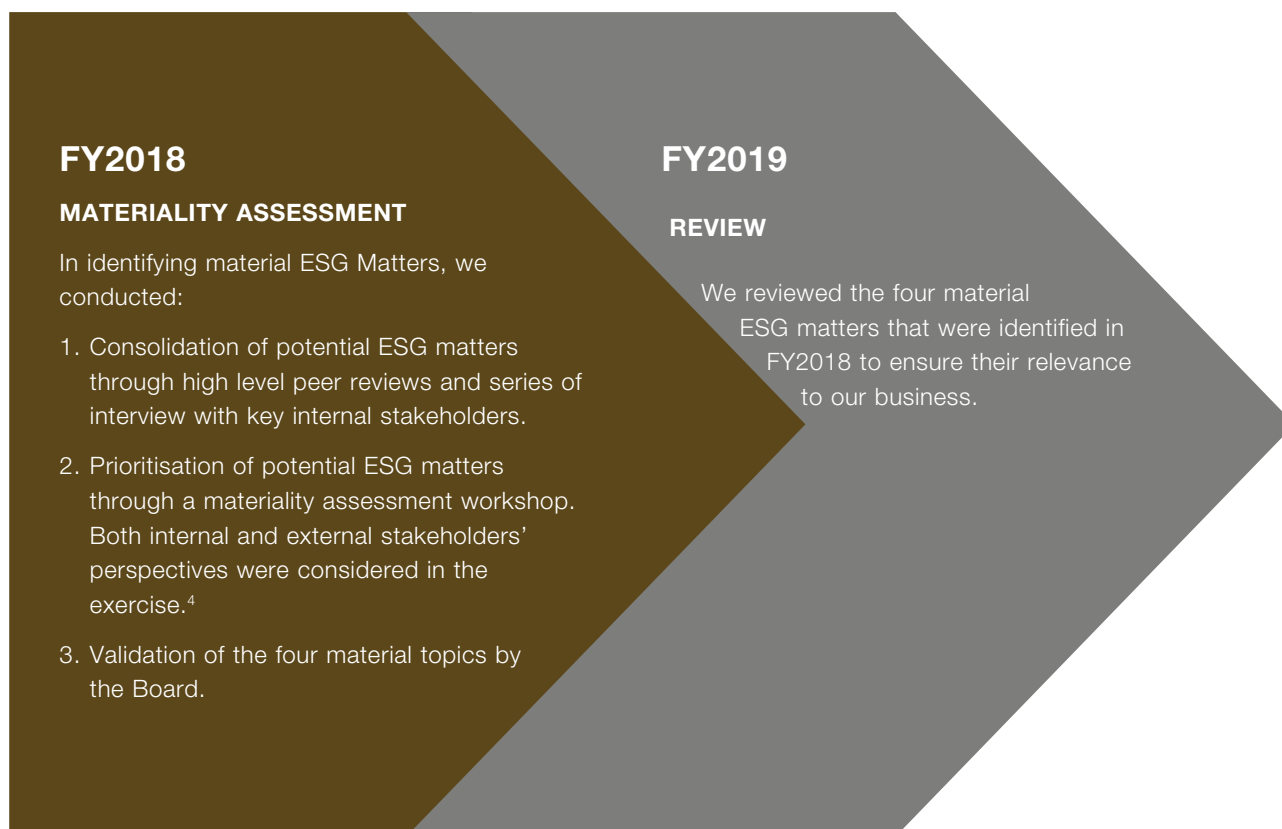 FY2018
MATERIALITY ASSESSMENT
In identifying material ESG Matters, we
conducted:
1. Consolidation of potential ESG matters
through high level peer reviews and series of
interview with key internal stakeholders.
2. Prioritisation of potential ESG matters
through a materiality assessment workshop.
Both internal and external stakeholders’
perspectives were considered in the
exercise.4
3. Validation of the four material topics by
the Board.
FY2019
REVIEW
We reviewed the four material
ESG matters that were identified in
FY2018 to ensure their relevance
to our business.